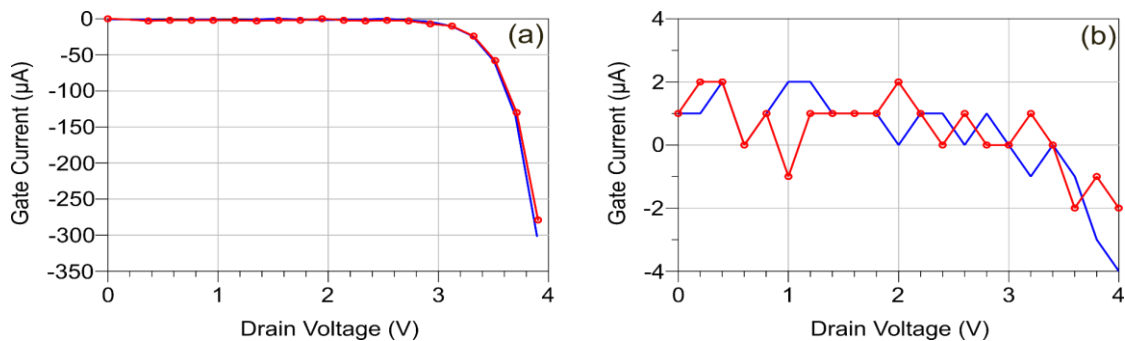 (a)
Gate Current (µA)
0
-50
-100
-150
-200
-250
-300
-350
0 1 2 3 4
Drain Voltage (V)
(b)
Gate Current (µA)
4
2
0
-2
-4
0 1 2 3 4
Drain Voltage (V)